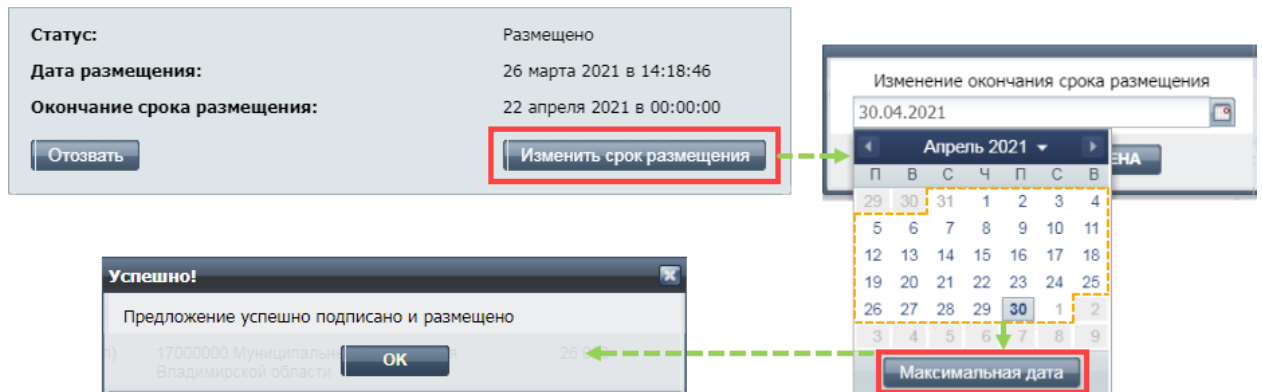 Статус: Размещено
Дата размещения: 26 марта 2021 в 14:18:46
Окончание срока размещения: 22 апреля 2021 в 00:00:00
Отозвать Изменить срок размещения
Изменение окончания срока размещения
30.04.2021
ЕНА
Апрель 2021
П В С Ч П С В
29 30 31 1 2 3 4
5 6 7 8 9 10 11
12 13 14 15 16 17 18
19 20 21 22 23 24 25
26 27 28 29 30 1 2
3 4 5 6 7 8 9
Максимальная дата
Успешно!
Предложение успешно подписано и размещено
17000000 Муниципальны
Владимирской области
OK